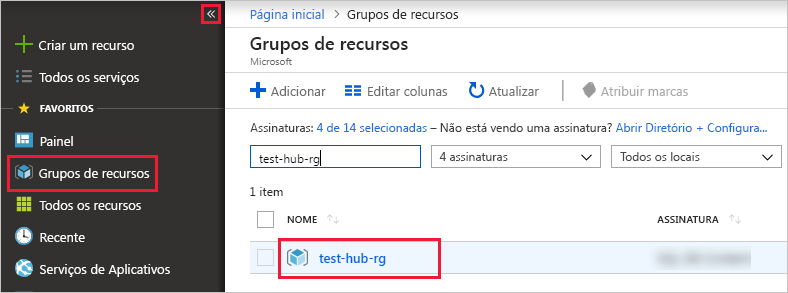 «
Criar um recurso
Todos os serviços
FAVORITOS
Painel
Grupos de recursos
Todos os recursos
Recente
Serviços de Aplicativos
Página inicial > Grupos de recursos
Grupos de recursos
Microsoft
Adicionar Editar colunas Atualizar Atribuir marcas
Assinaturas: 4 de 14 selecionadas – Não está vendo uma assinatura? Abrir Diretório + Configura...
test-hub-rg 4 assinaturas Todos os locais
1 item
NOME ASSINATURA
test-hub-rg